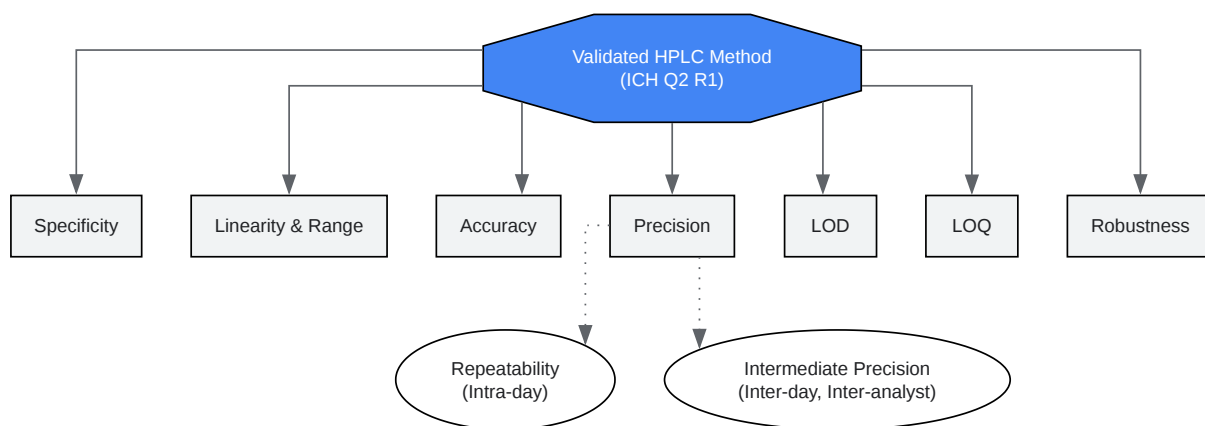 Validated HPLC Method
(ICH Q2 R1)
Specificity
Linearity & Range
Accuracy
Precision
LOD
LOQ
Robustness
Repeatability
(Intra-day)
Intermediate Precision
(Inter-day, Inter-analyst)